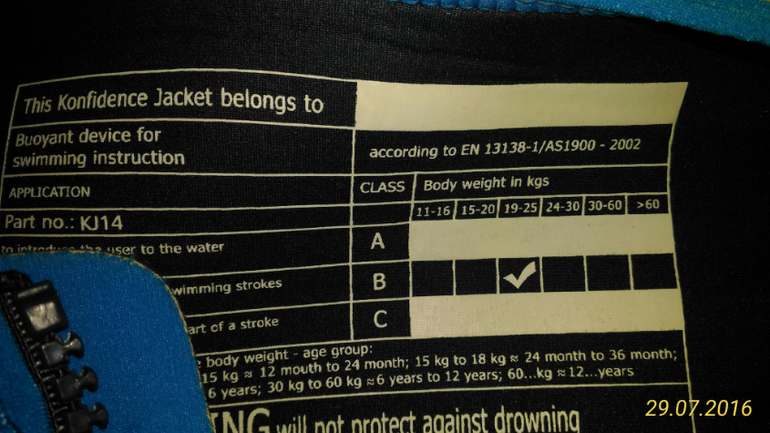 This Konfidence Jacket belongs to
Buoyant device for
swimming instruction
according to EN 13138-1/AS1900 - 2002
APPLICATION
CLASS
Body weight in kgs
11-16 15-20 19-25 24-30 30-60 >60
Part no.: KJ14
to introduce the user to the water
A
swimming strokes
B ✓
art of a stroke
C
body weight - age group:
15 kg ≈ 12 mouth to 24 month; 15 kg to 18 kg ≈ 24 month to 36 month;
6 years; 30 kg to 60 kg ≈6 years to 12 years; 60...kg ≈12...years
ING will not protect against drowning
29.07.2016